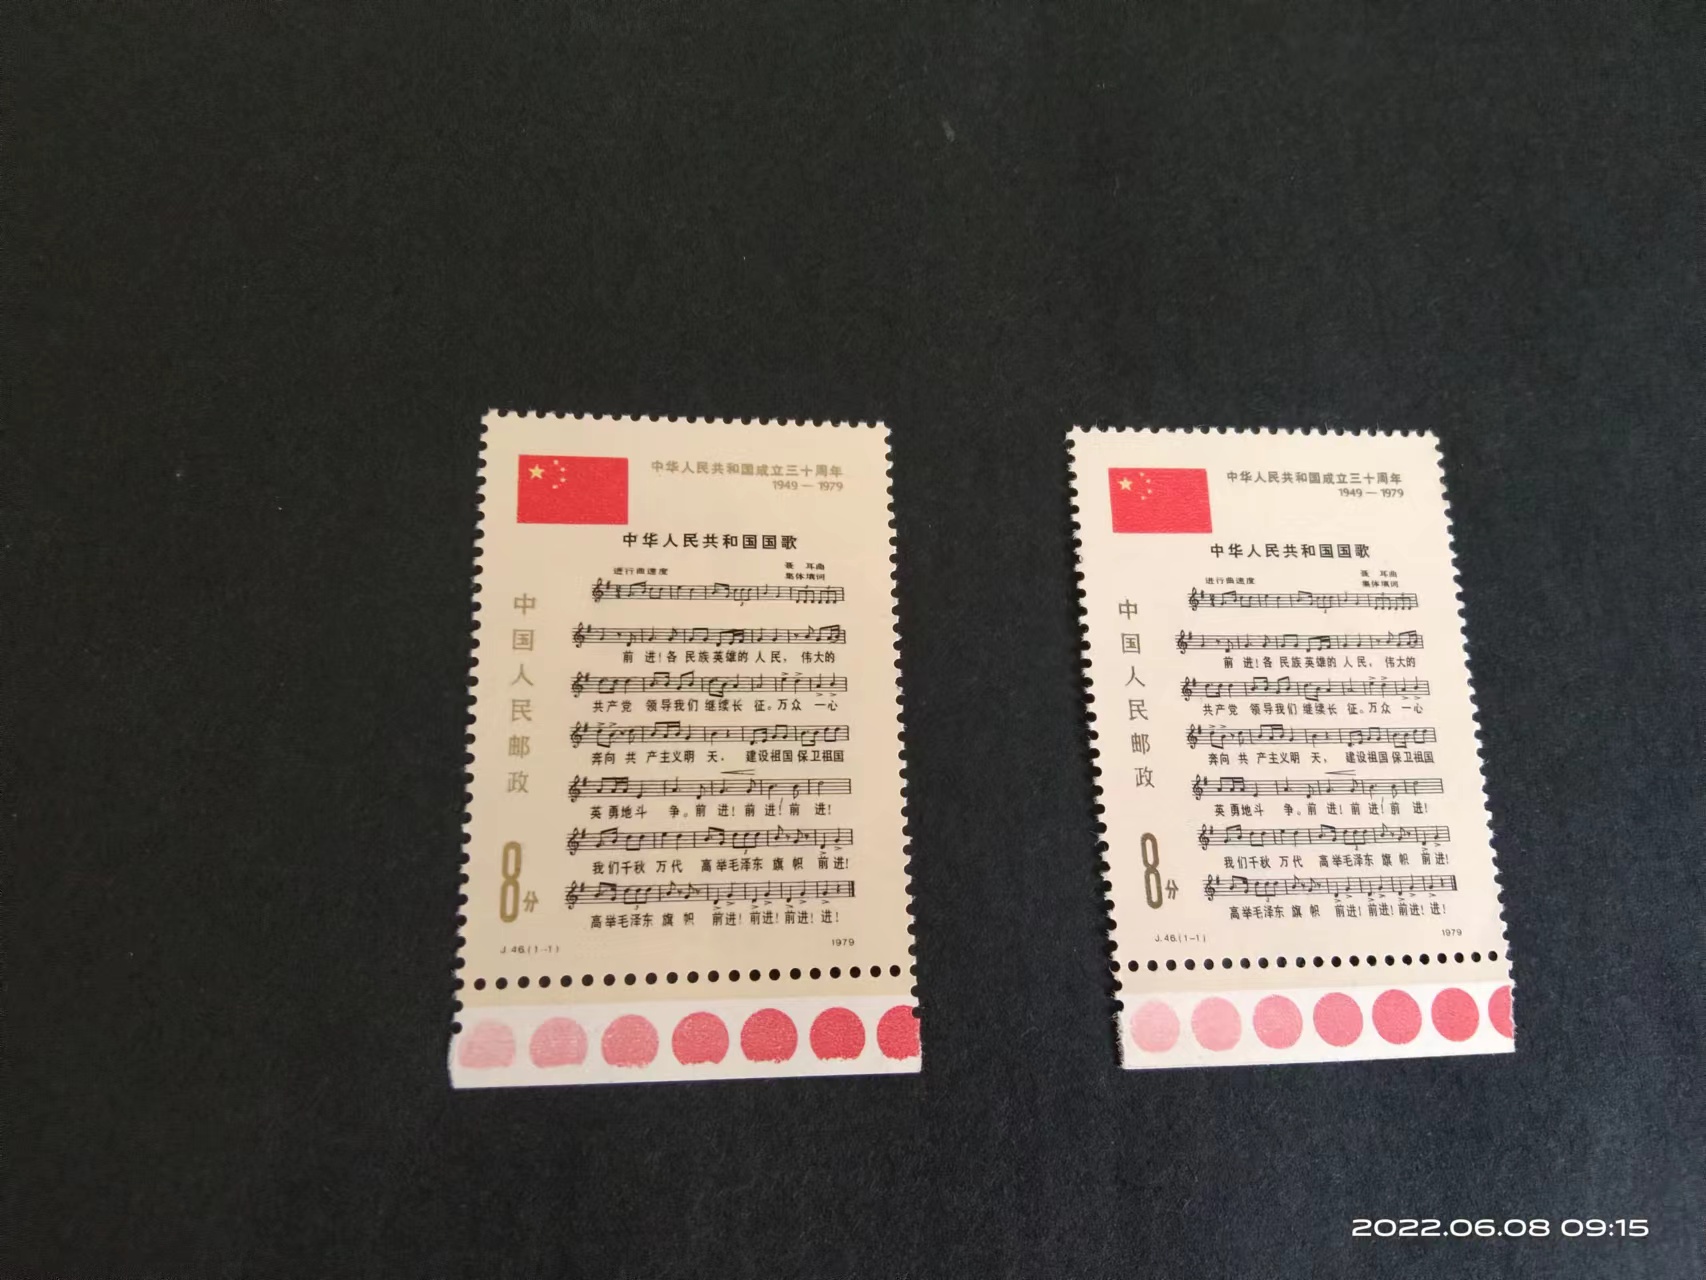 中华人民共和国成立三十周年
1949—1979
中华人民共和国国歌
进行曲速度
聂 耳曲
集体填词
中国人民邮政
前 进!各 民族英雄的 人 民， 伟大的
共产党 领导我们 继续长 征。万众 一心
奔向 共 产主义明 天， 建设祖国 保卫祖国
英 勇地斗 争。前 进! 前 进! 前 进!
我们千秋 万代 高举毛泽东 旗 帜 前进!
高举毛泽东 旗 帜 前进! 前进! 前进! 进!
8分
J.46.(1-1)
1979
中华人民共和国成立三十周年
1949—1979
中华人民共和国国歌
进行曲速度
聂 耳曲
集体填词
中国人民邮政
前 进!各 民族英雄的 人 民， 伟大的
共产党 领导我们 继续长 征。万众 一心
奔向 共 产主义明 天， 建设祖国 保卫祖国
英 勇地斗 争。前 进! 前 进! 前 进!
我们千秋 万代 高举毛泽东 旗 帜 前进!
高举毛泽东 旗 帜 前进! 前进! 前进! 进!
8分
J.46.(1-1)
1979
2022.06.08 09:15